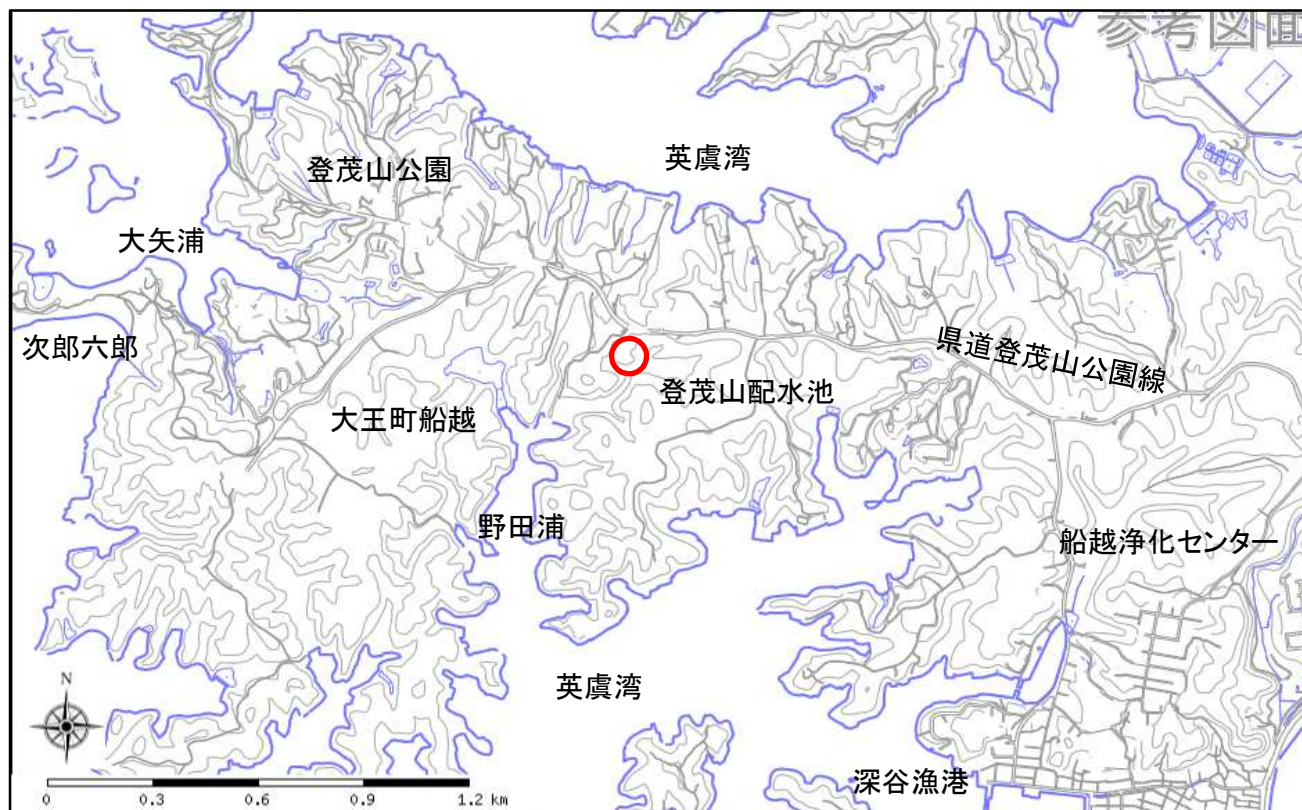 参考図面
英虞湾
登茂山公園
大矢浦
次郎六郎
県道登茂山公園線
登茂山配水池
大王町船越
野田浦
船越浄化センター
英虞湾
N
深谷漁港
0 0.3 0.6 0.9 1.2 km